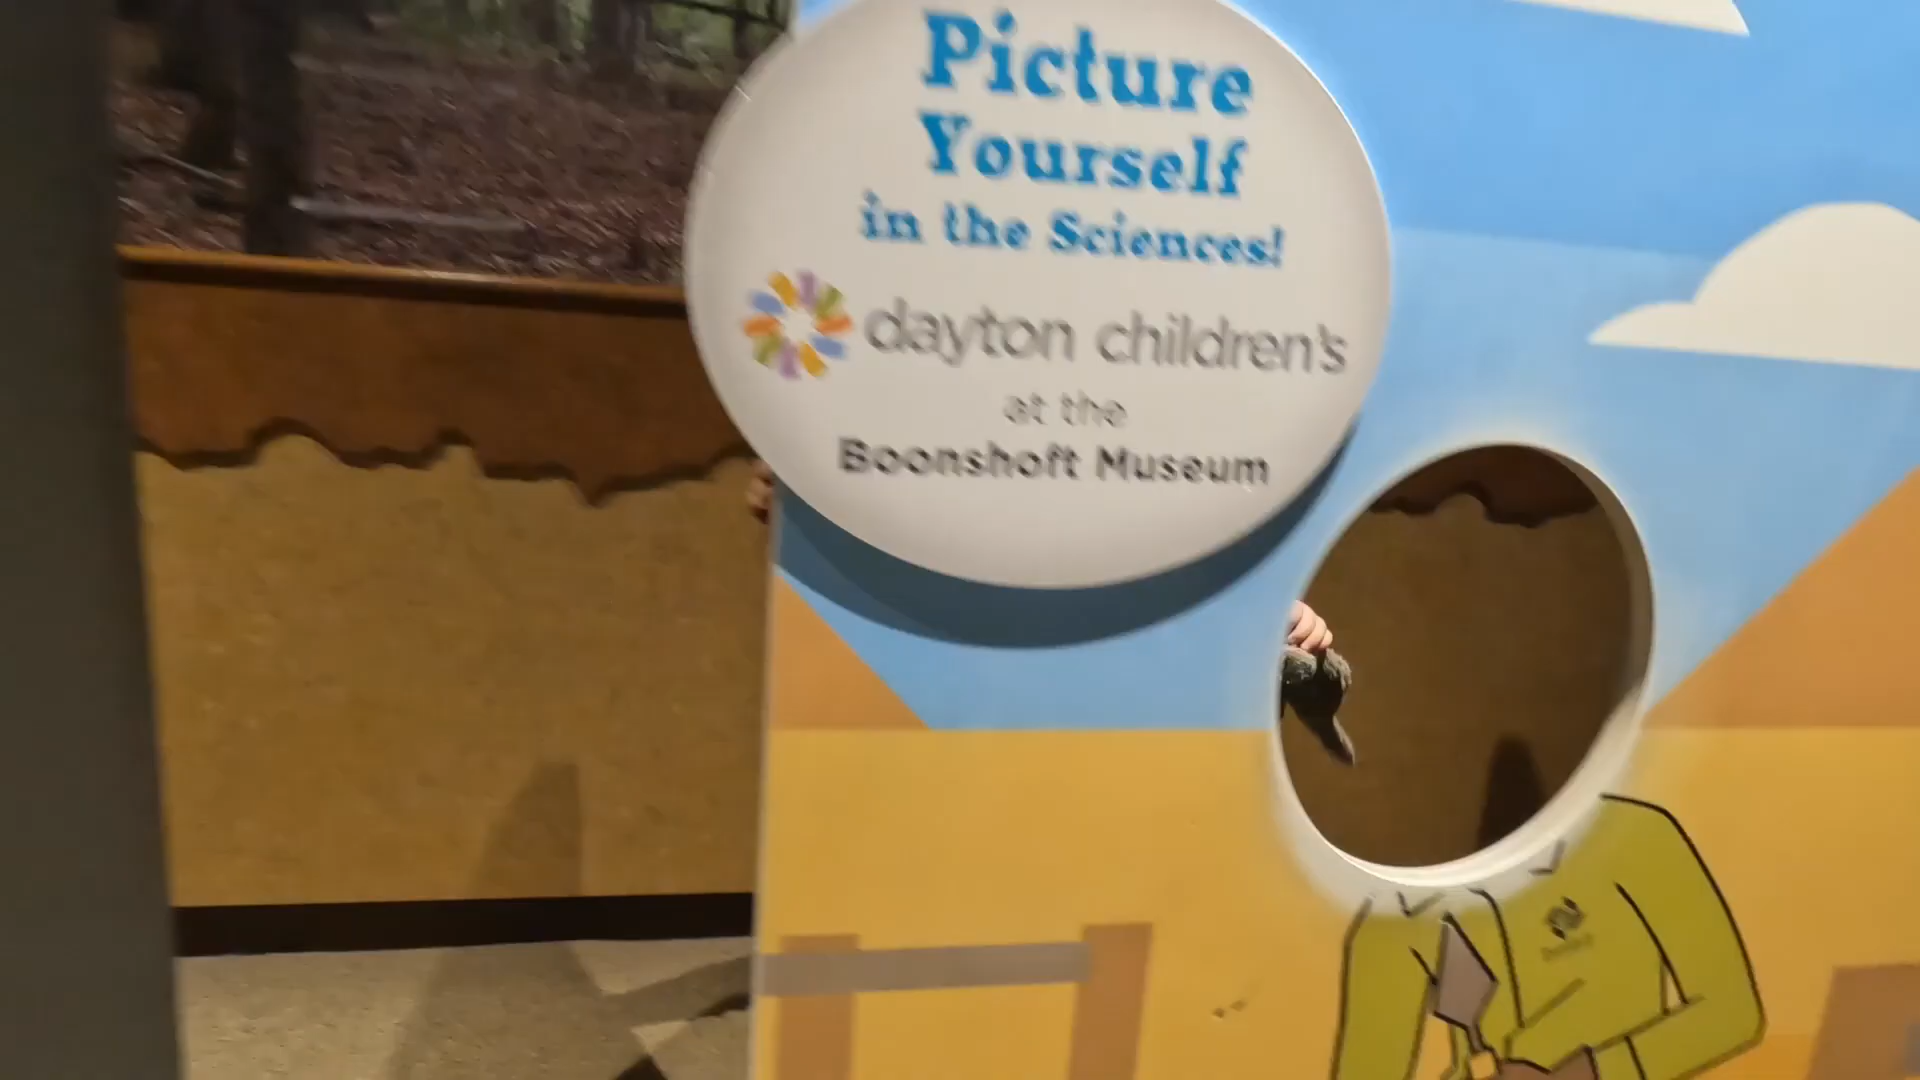 Picture
Yourself
in the Sciences!
dayton children's
at the
Boonshoft Museum